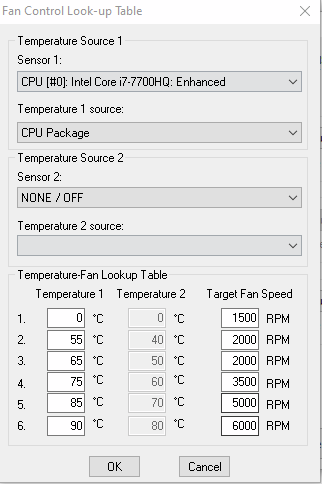 Fan Control Look-up Table
Temperature Source 1
Sensor 1:
CPU [#0]: Intel Core i7-7700HQ: Enhanced
Temperature 1 source:
CPU Package
Temperature Source 2
Sensor 2:
NONE / OFF
Temperature 2 source:
Temperature-Fan Lookup Table
Temperature 1 Temperature 2 Target Fan Speed
1. 0 °C 0 °C 1500 RPM
2. 55 °C 40 °C 2000 RPM
3. 65 °C 50 °C 2000 RPM
4. 75 °C 60 °C 3500 RPM
5. 85 °C 70 °C 5000 RPM
6. 90 °C 80 °C 6000 RPM
OK Cancel